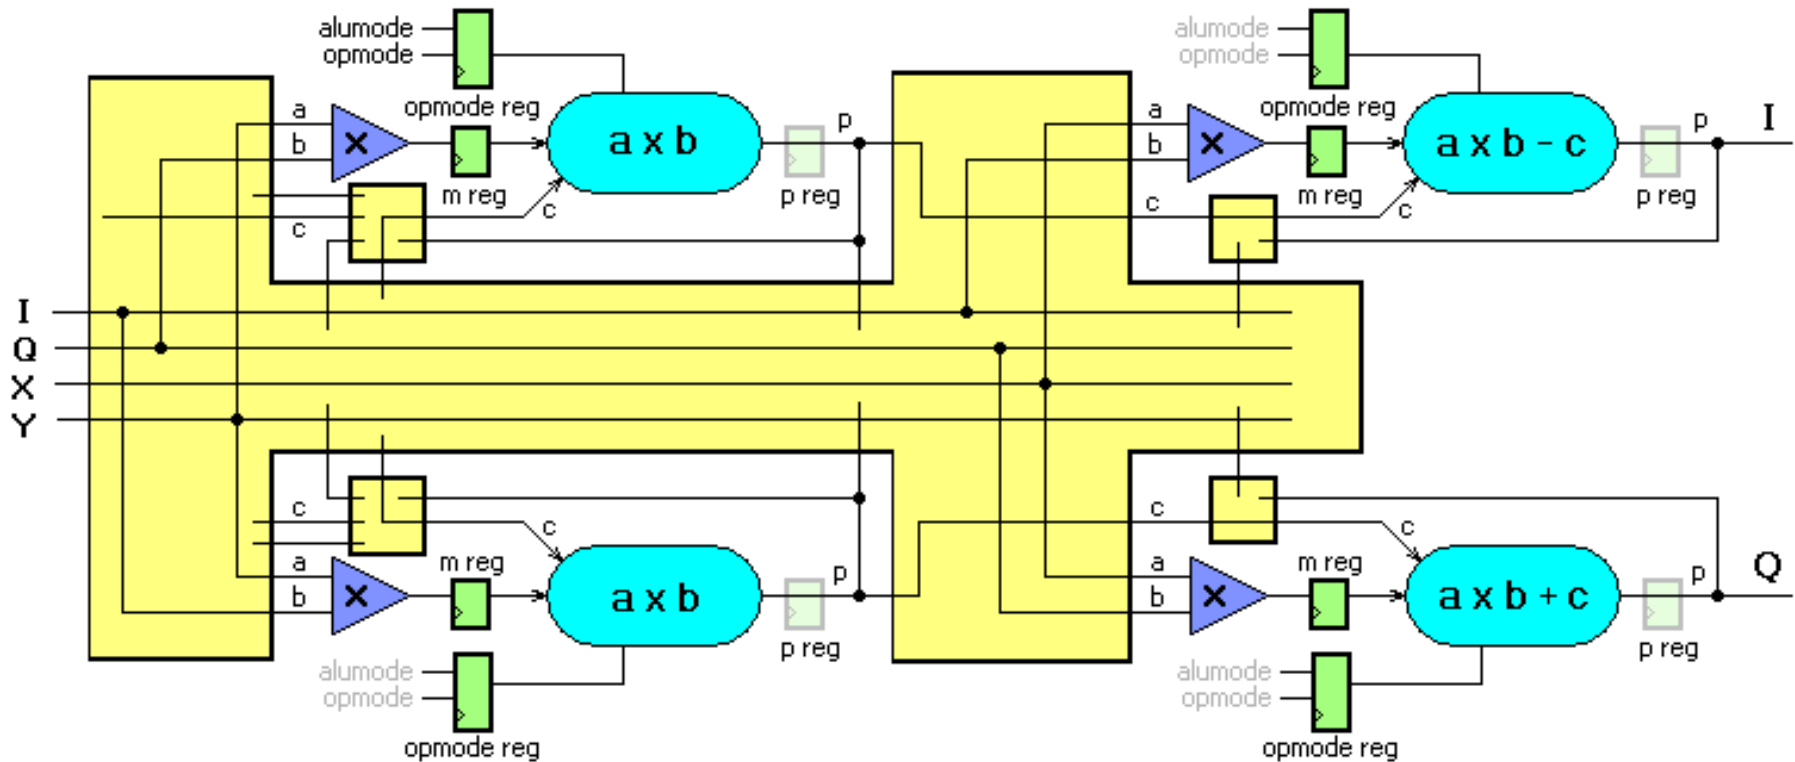 alumode
opmode
opmode reg
a
b
×
m reg
a x b
c
p
p reg
c
alumode
opmode
opmode reg
a
b
×
m reg
a x b - c
c
c
p
p reg
I
I
Q
X
Y
c
a
b
×
m reg
c
a x b
p
p reg
alumode
opmode
opmode reg
c
a
b
×
m reg
c
a x b + c
p
p reg
Q
alumode
opmode
opmode reg